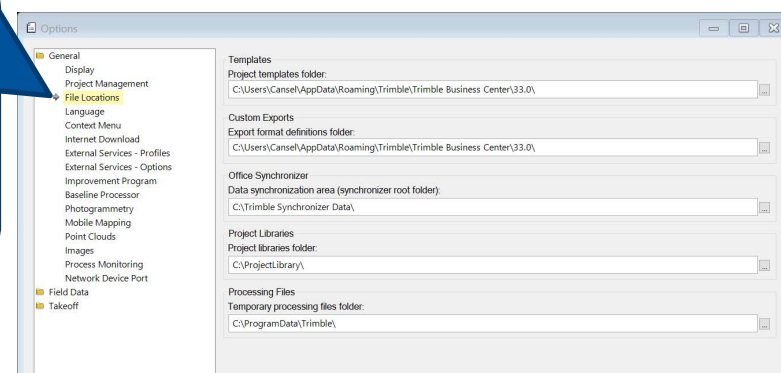 Options
General
Display
Project Management
File Locations
Language
Context Menu
Internet Download
External Services - Profiles
External Services - Options
Improvement Program
Baseline Processor
Photogrammetry
Mobile Mapping
Point Clouds
Images
Process Monitoring
Network Device Port
Field Data
Takeoff
Templates
Project templates folder:
C:\Users\Cansel\AppData\Roaming\Trimble\Trimble Business Center\33.0\
...
Custom Exports
Export format definitions folder:
C:\Users\Cansel\AppData\Roaming\Trimble\Trimble Business Center\33.0\
...
Office Synchronizer
Data synchronization area (synchronizer root folder):
C:\Trimble Synchronizer Data\
...
Project Libraries
Project libraries folder:
C:\ProjectLibrary\
...
Processing Files
Temporary processing files folder:
C:\ProgramData\Trimble\
...